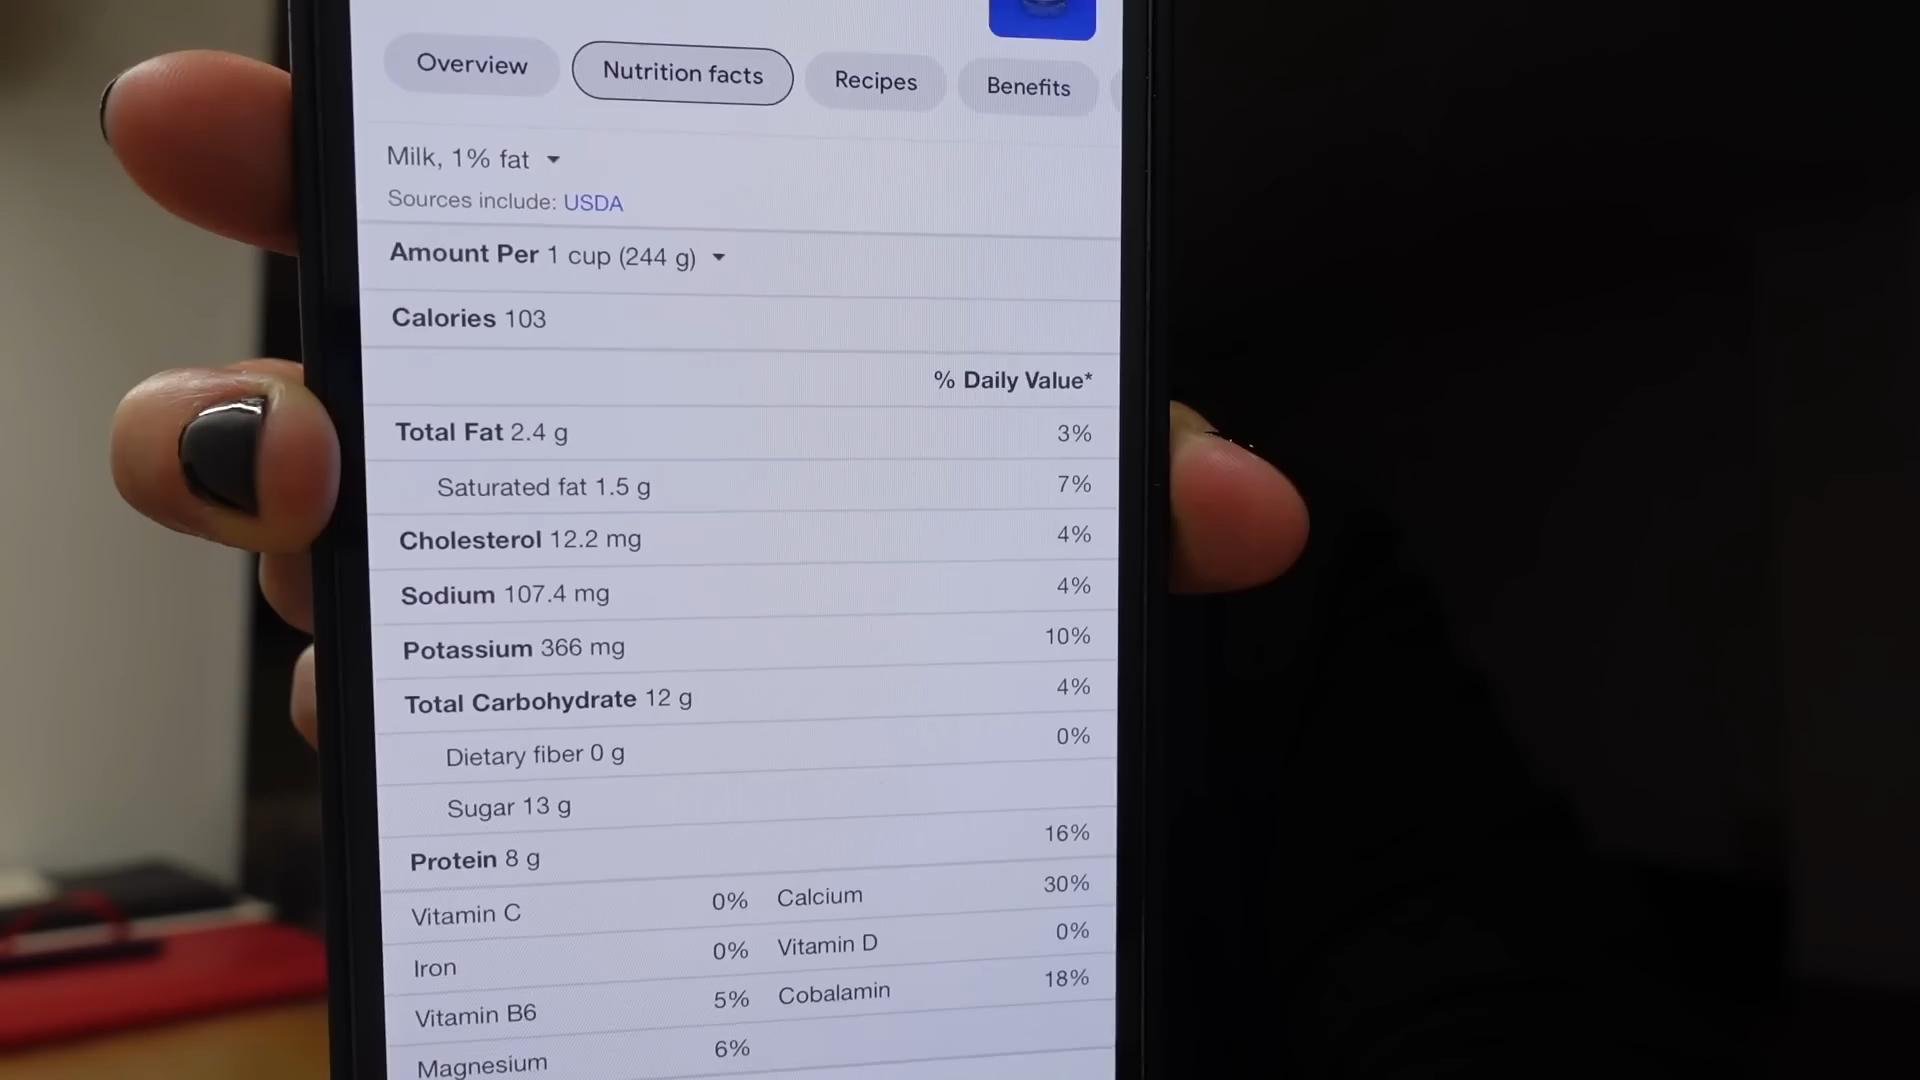 Overview Nutrition facts Recipes Benefits
Milk, 1% fat
Sources include: USDA
Amount Per 1 cup (244 g)
Calories 103
% Daily Value*
Total Fat 2.4 g 3%
Saturated fat 1.5 g 7%
Cholesterol 12.2 mg 4%
Sodium 107.4 mg 4%
Potassium 366 mg 10%
Total Carbohydrate 12 g 4%
Dietary fiber 0 g 0%
Sugar 13 g
Protein 8 g 16%
Vitamin C 0% Calcium 30%
Iron 0% Vitamin D 0%
Vitamin B6 5% Cobalamin 18%
Magnesium 6%